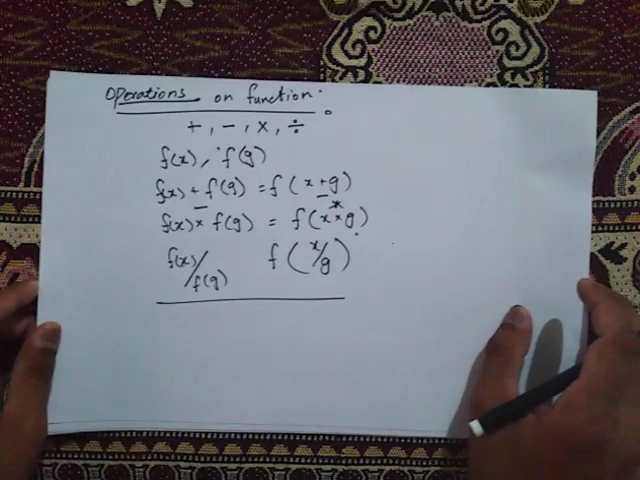 Operations on function:
+, -, ×, ÷
f(x), f(g)
f(x) ± f(g) = f(x ± g)
f(x) × f(g) = f(x × g)
f(x)/f(g) f(x/g)